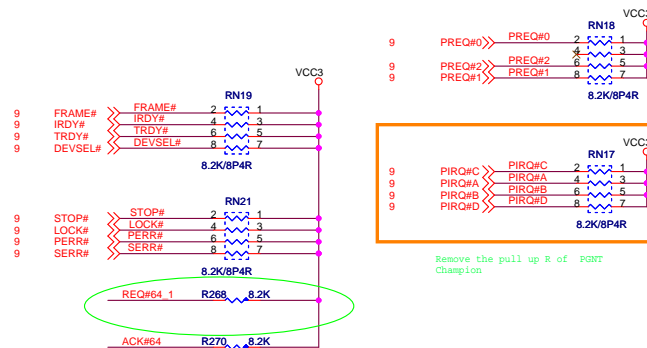 VCC3
RN18
9 PREQ#0 PREQ#0 2 1
4 3
9 PREQ#2 PREQ#2 6 5
9 PREQ#1 PREQ#1 8 7
8.2K/8P4R
VCC3
RN19
9 FRAME# FRAME# 2 1
9 IRDY# IRDY# 4 3
9 TRDY# TRDY# 6 5
9 DEVSEL# DEVSEL# 8 7
8.2K/8P4R
VCC3
RN17
9 PIRQ#C PIRQ#C 2 1
9 PIRQ#A PIRQ#A 4 3
9 PIRQ#B PIRQ#B 6 5
9 PIRQ#D PIRQ#D 8 7
8.2K/8P4R
RN21
9 STOP# STOP# 2 1
9 LOCK# LOCK# 4 3
9 PERR# PERR# 6 5
9 SERR# SERR# 8 7
8.2K/8P4R
Remove the pull up R of PGNT
Champion
REQ#64_1 R268 8.2K
ACK#64 R270 8.2K